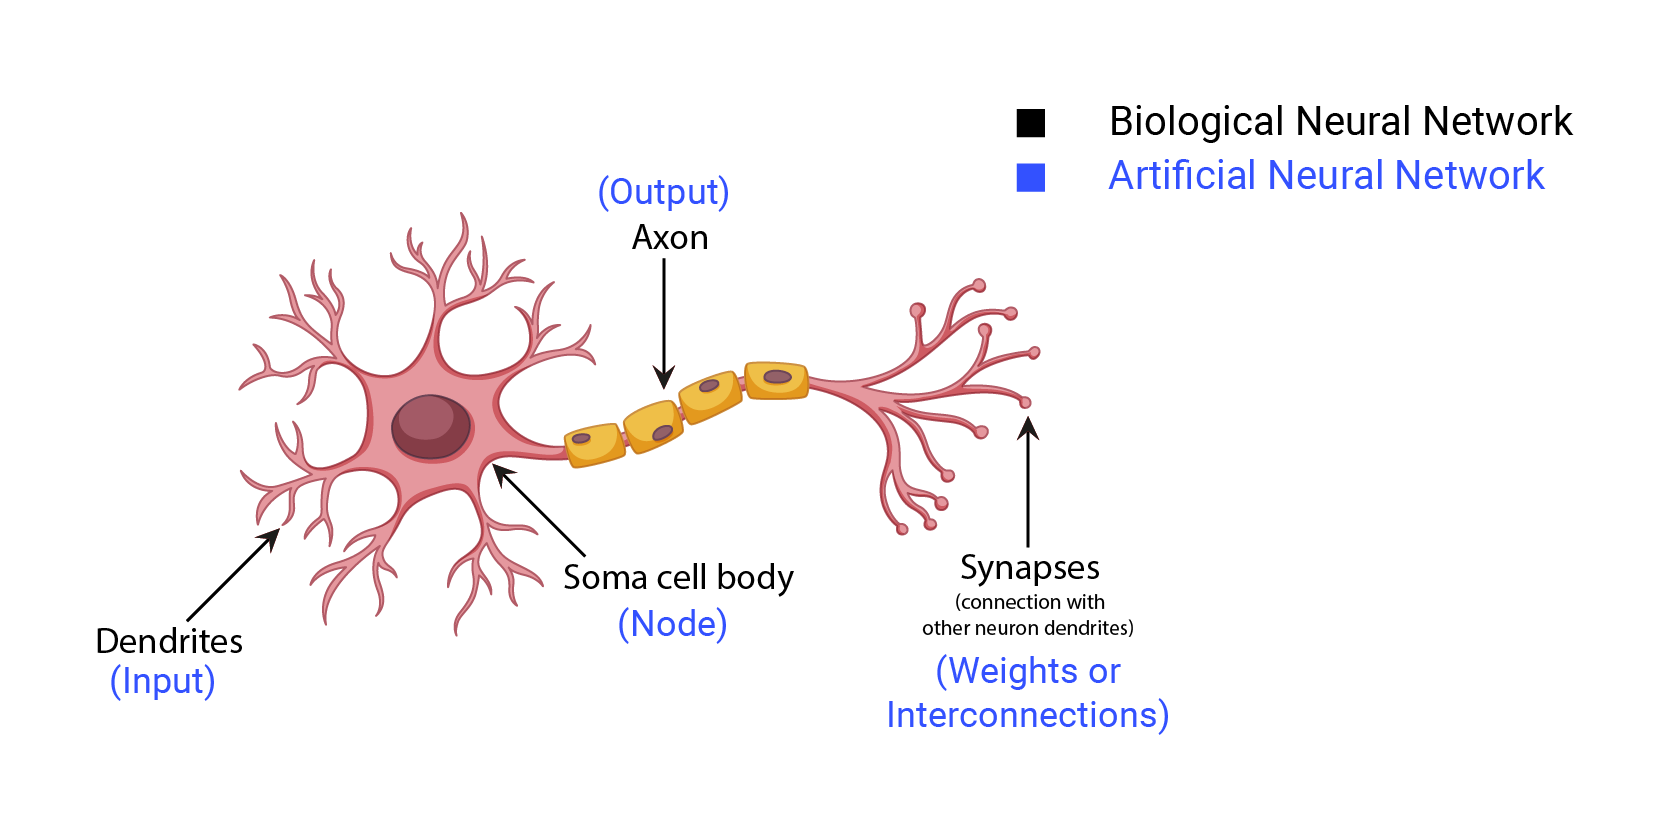 Biological Neural Network
Artificial Neural Network
(Output)
Axon
Soma cell body
(Node)
Dendrites
(Input)
Synapses
(connection with
other neuron dendrites)
(Weights or
Interconnections)